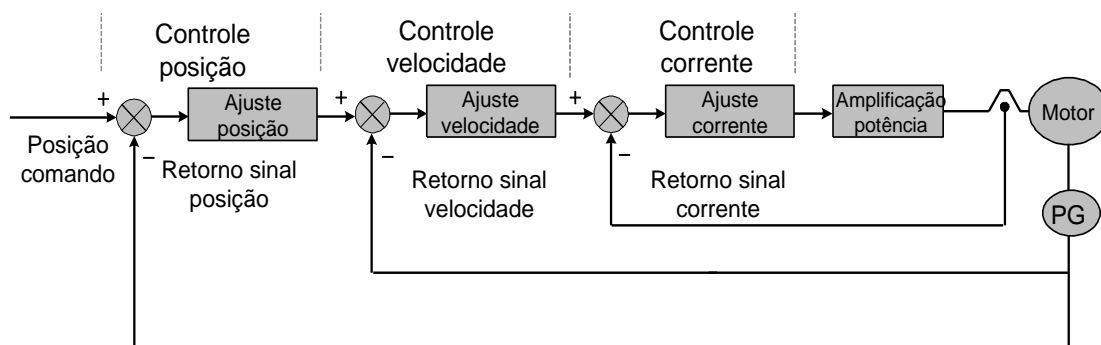 Controle
posição
Controle
velocidade
Controle
corrente
+
Ajuste
posição
+
Ajuste
velocidade
+
Ajuste
corrente
Amplificação
potência
Motor
Posição
comando
–
Retorno sinal
posição
–
Retorno sinal
velocidade
–
Retorno sinal
corrente
PG